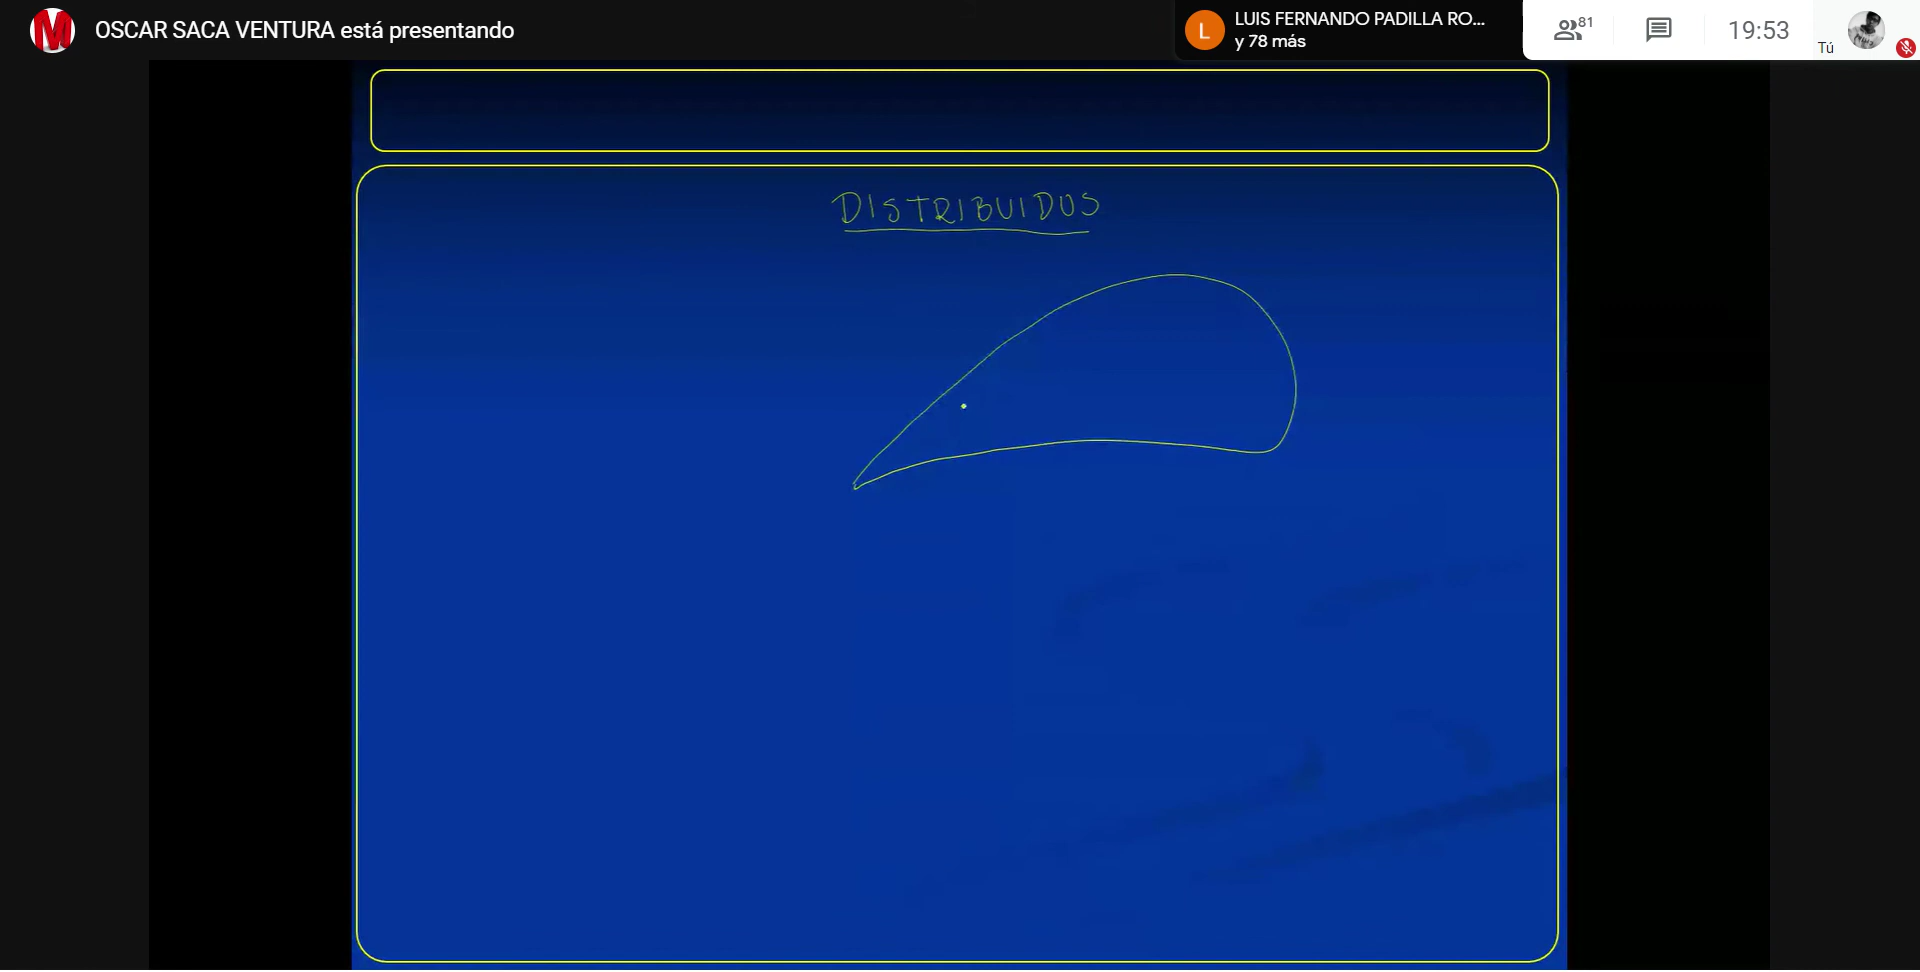 M OSCAR SACA VENTURA está presentando
L LUIS FERNANDO PADILLA RO...
y 78 más
81
19:53
Tú
DISTRIBUIDOS